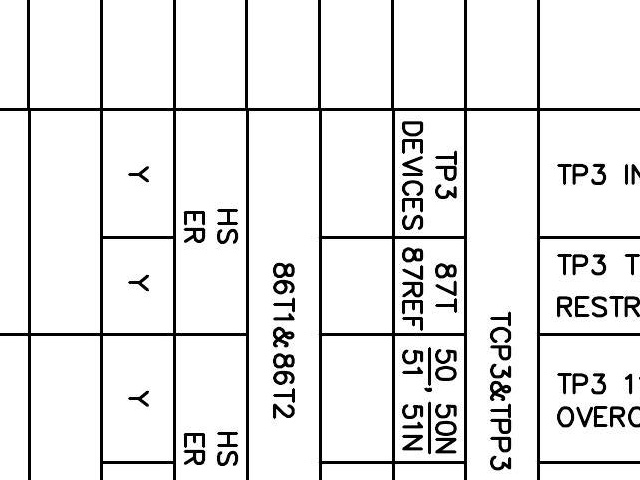 TP3 IN
TP3 T
RESTR
TP3 1
OVERC
TCP3&TPP3
TP3
DEVICES
87T
87REF
50, 50N
51 51N
86T1&86T2
HS
ER
HS
ER
Y
Y
Y